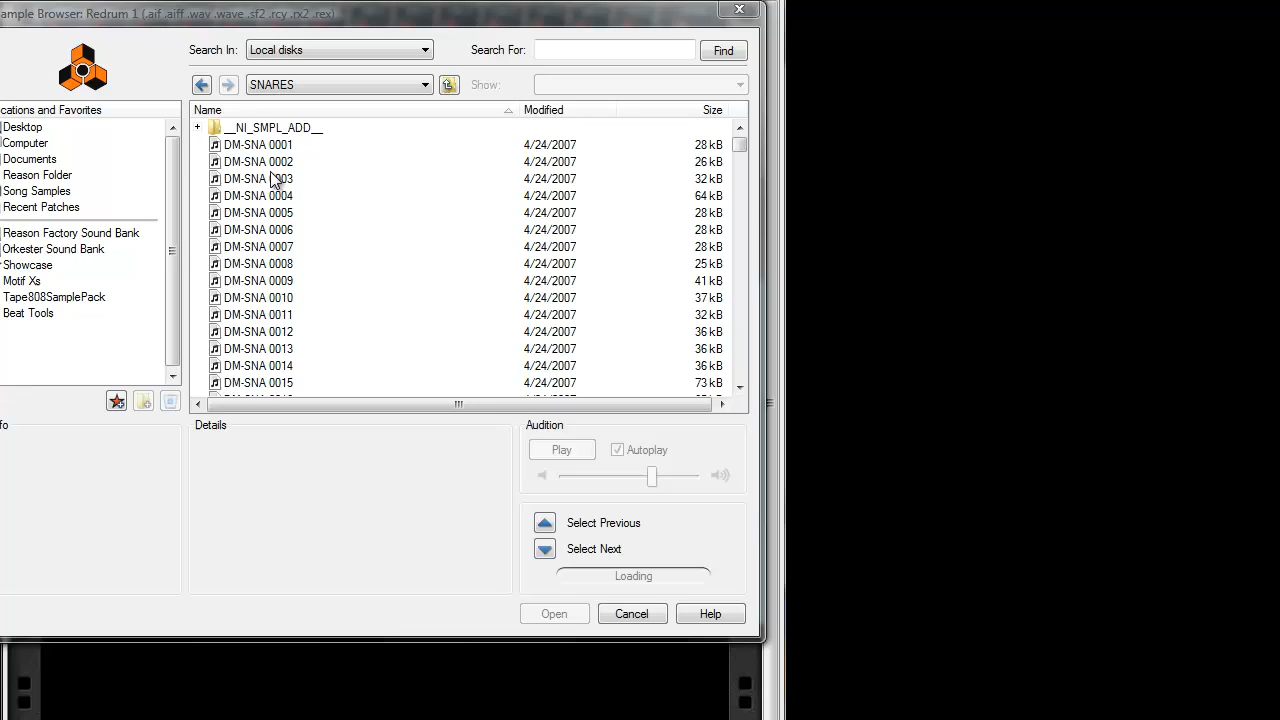 ample Browser: Redrum 1 (.aif .aiff .wav .wave .sf2 .rcy .rx2 .rex)
Search In: Local disks Search For: Find
SNARES Show:
cations and Favorites
Desktop
Computer
Documents
Reason Folder
Song Samples
Recent Patches
Reason Factory Sound Bank
Orkester Sound Bank
Showcase
Motif Xs
Tape808SamplePack
Beat Tools
Name Modified Size
__NI_SMPL_ADD__
DM-SNA 0001 4/24/2007 28 kB
DM-SNA 0002 4/24/2007 26 kB
DM-SNA 0003 4/24/2007 32 kB
DM-SNA 0004 4/24/2007 64 kB
DM-SNA 0005 4/24/2007 28 kB
DM-SNA 0006 4/24/2007 28 kB
DM-SNA 0007 4/24/2007 28 kB
DM-SNA 0008 4/24/2007 25 kB
DM-SNA 0009 4/24/2007 41 kB
DM-SNA 0010 4/24/2007 37 kB
DM-SNA 0011 4/24/2007 32 kB
DM-SNA 0012 4/24/2007 36 kB
DM-SNA 0013 4/24/2007 36 kB
DM-SNA 0014 4/24/2007 36 kB
DM-SNA 0015 4/24/2007 73 kB
fo
Details
Audition
Play Autoplay
Select Previous
Select Next
Loading
Open Cancel Help